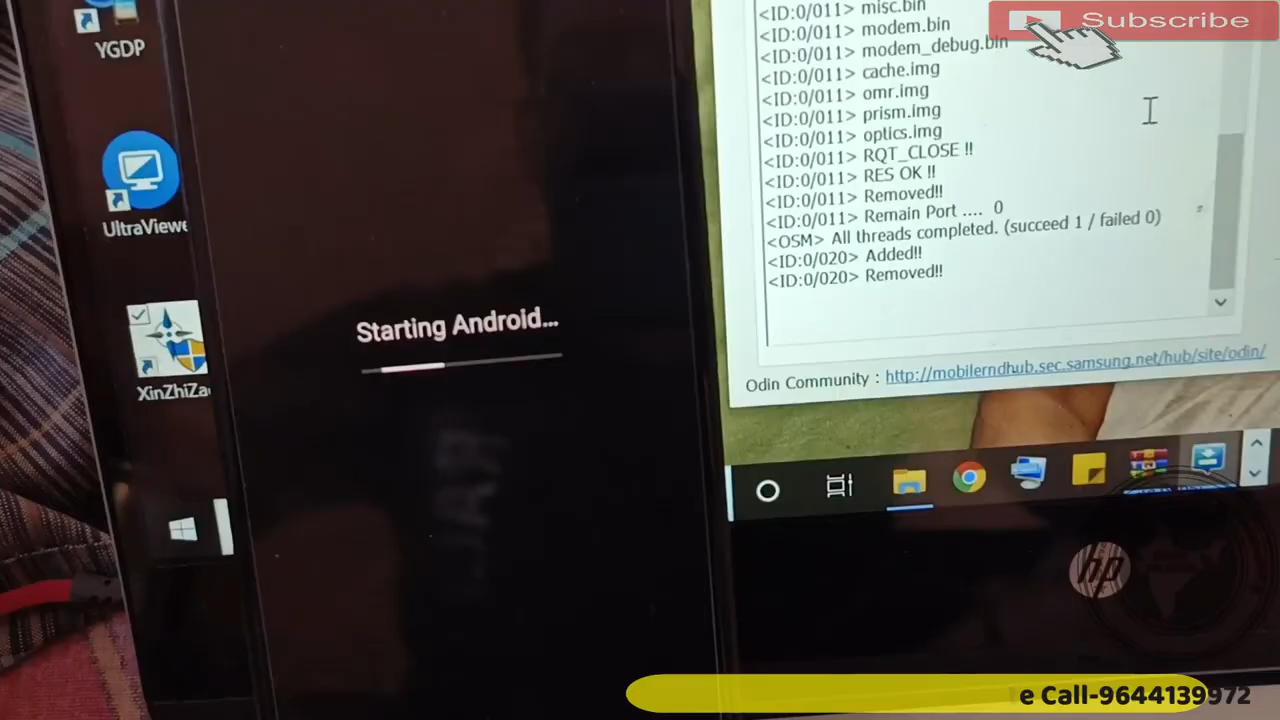 YGDP
UltraViewe
XinZhiZa
Starting Android...
<ID:0/011> misc.bin
<ID:0/011> modem.bin
<ID:0/011> modem_debug.bin
<ID:0/011> cache.img
<ID:0/011> omr.img
<ID:0/011> prism.img
<ID:0/011> optics.img
<ID:0/011> RQT_CLOSE !!
<ID:0/011> RES OK !!
<ID:0/011> Removed!!
<ID:0/011> Remain Port .... 0
<OSM> All threads completed. (succeed 1 / failed 0)
<ID:0/020> Added!!
<ID:0/020> Removed!!
Odin Community : http://mobilerndhub.sec.samsung.net/hub/site/odin/
Subscribe
hp
e Call-9644139972